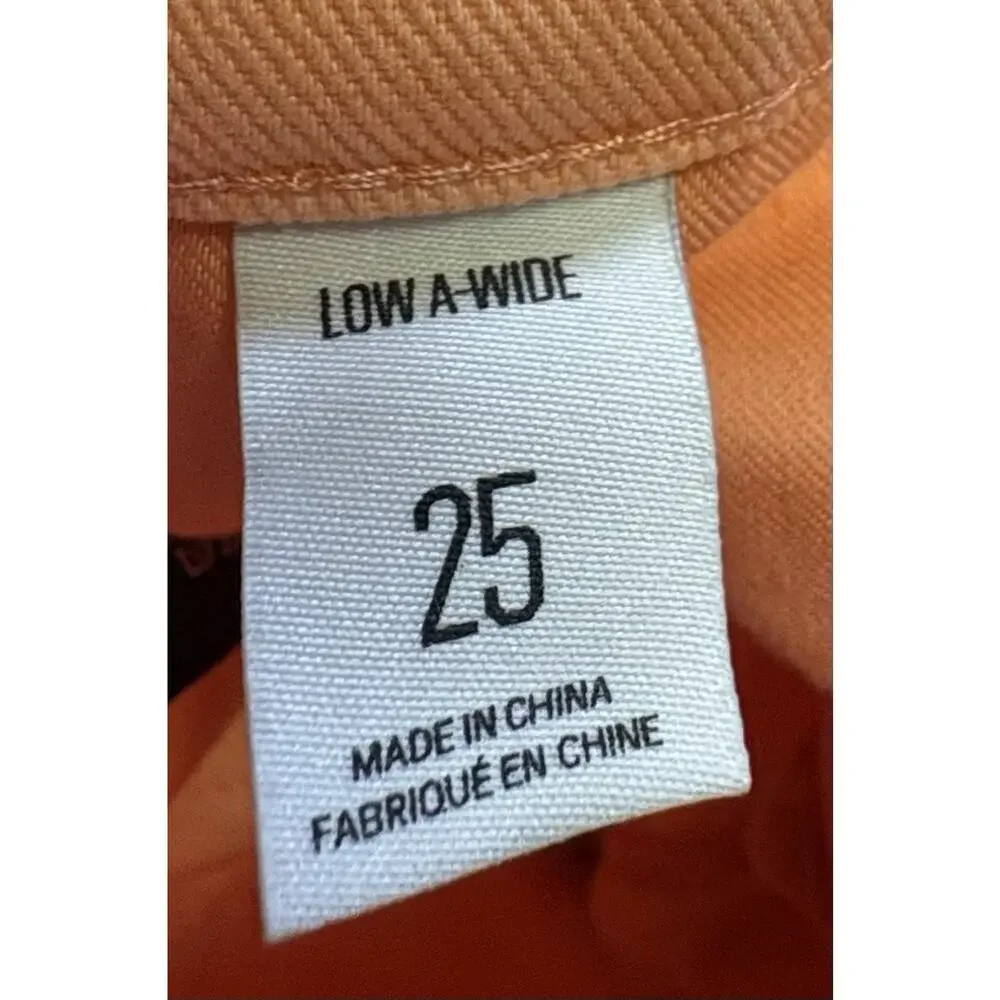 LOW A-WIDE
25
MADE IN CHINA
FABRIQUÉ EN CHINE